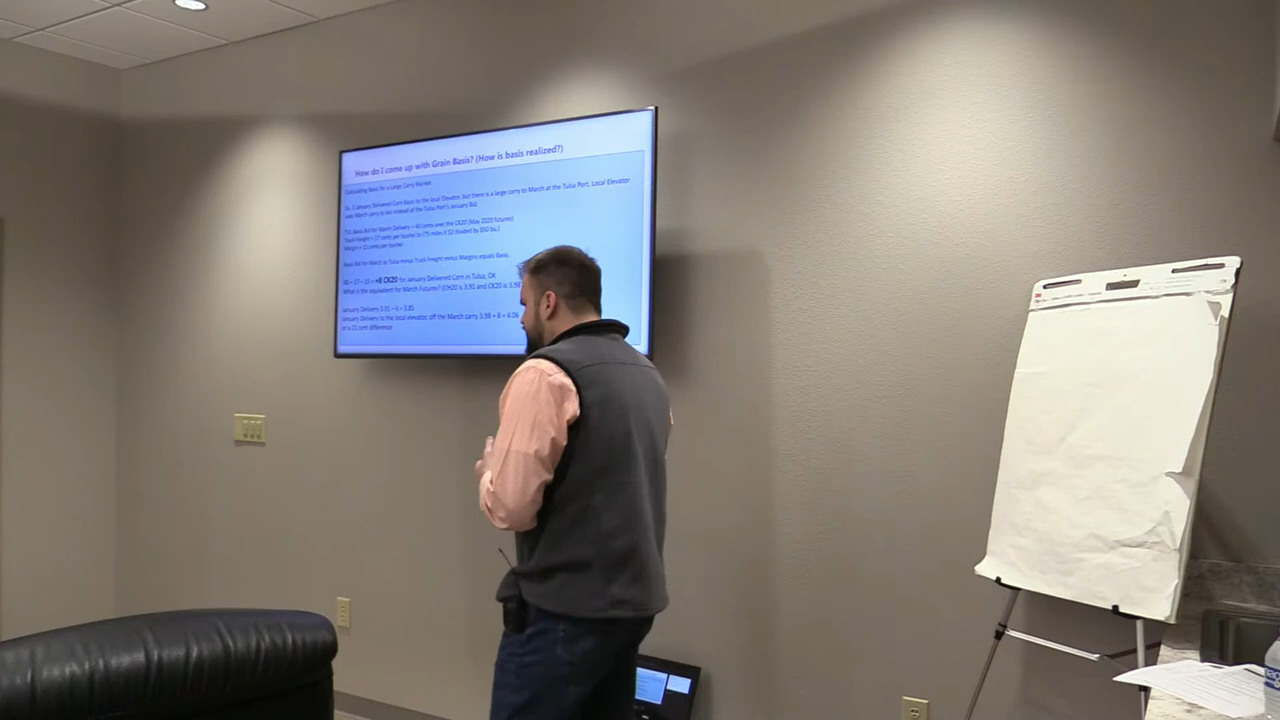 How do I come up with Grain Basis? (How is basis realized?)
Calculating Basis for a Large Carry Market
January Delivered Corn Basis to the local Elevator, but there is a large carry to March at the Tulsa Port, Local Elevator
uses March carry to bid instead of the Tulsa Port's January Bid.
Basis Bid for March Delivery = 40 cents over the CK20 (May 2020 futures)
Truck Freight = 17 cents per bushel to (75 miles X $2 divided by 850 bu.)
Margin = 15 cents per bushel
Basis Bid for March to Tulsa minus Truck Freight minus Margins equals Basis.
40 - 17 - 15 = +8 CK20 for January Delivered Corn in Tulsa, OK
What is the equivalent for March Futures? (CH20 is 3.91 and CK20 is 3.98
January Delivery 3.91 - 6 = 3.85
January Delivery to the local elevator off the March carry 3.98 + 8 = 4.06
or a 21 cent difference
3M